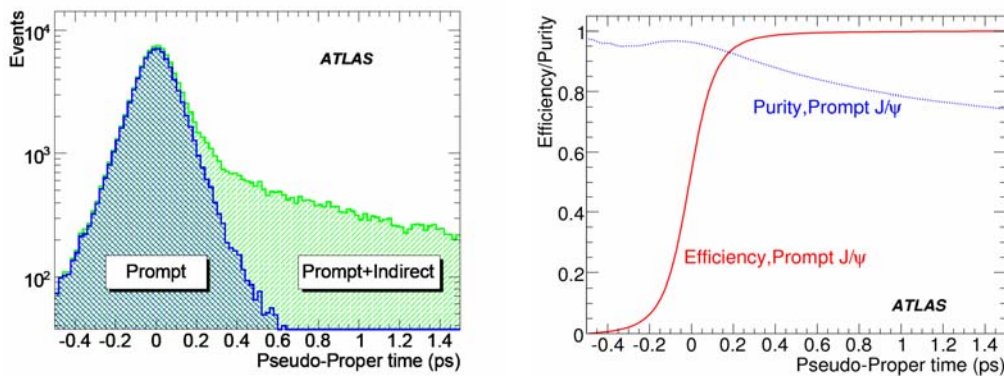 Events
10⁴
10³
10²
ATLAS
Prompt
Prompt+Indirect
-0.4 -0.2 0 0.2 0.4 0.6 0.8 1 1.2 1.4
Pseudo-Proper time (ps)
Efficiency/Purity
1
0.8
0.6
0.4
0.2
0
Purity,Prompt J/ψ
Efficiency,Prompt J/ψ
ATLAS
-0.4 -0.2 0 0.2 0.4 0.6 0.8 1 1.2 1.4
Pseudo-Proper time (ps)